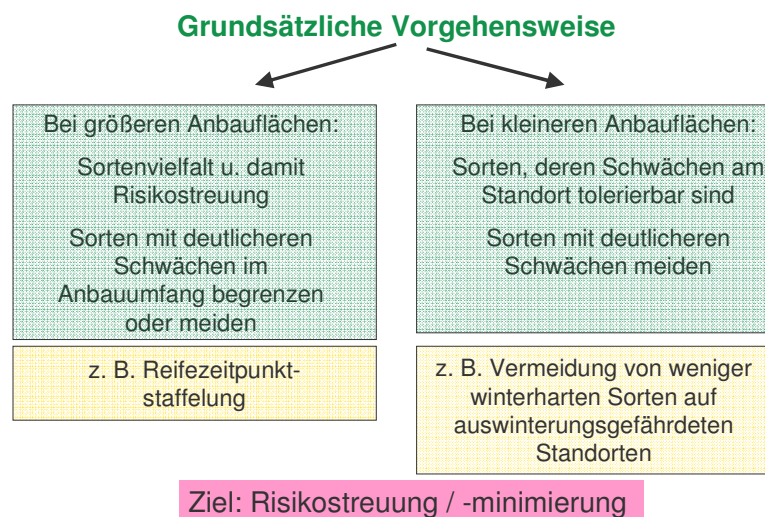 Grundsätzliche Vorgehensweise
Bei größeren Anbauflächen:
Sortenvielfalt u. damit
Risikostreuung
Sorten mit deutlicheren
Schwächen im
Anbauumfang begrenzen
oder meiden
z. B. Reifezeitpunkt-
staffelung
Bei kleineren Anbauflächen:
Sorten, deren Schwächen am
Standort tolerierbar sind
Sorten mit deutlicheren
Schwächen meiden
z. B. Vermeidung von weniger
winterharten Sorten auf
auswinterungsgefährdeten
Standorten
Ziel: Risikostreuung / -minimierung